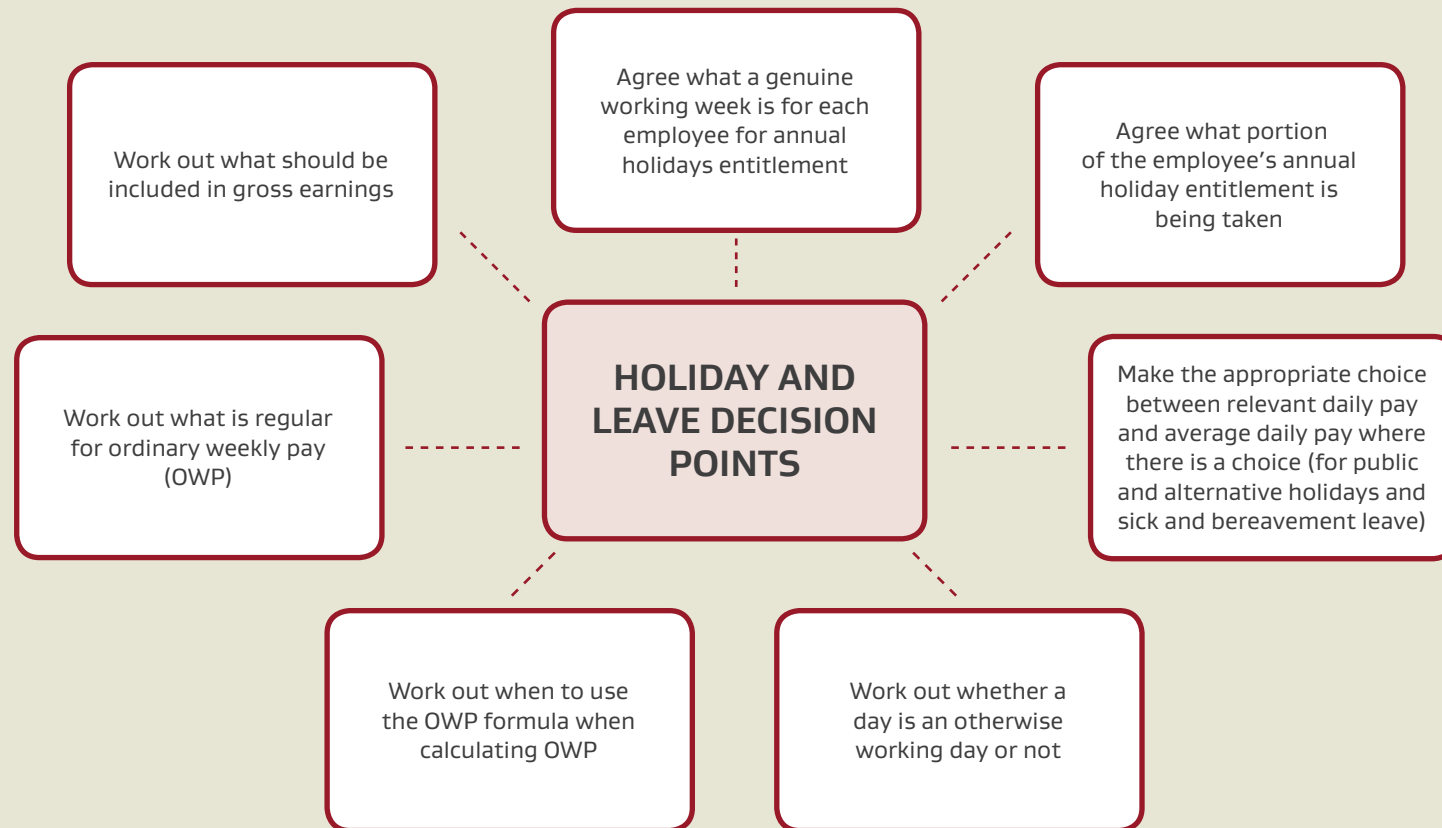 Agree what a genuine
working week is for each
employee for annual
holidays entitlement
Work out what should be
included in gross earnings
Agree what portion
of the employee’s annual
holiday entitlement is
being taken
HOLIDAY AND
LEAVE DECISION
POINTS
Work out what is regular
for ordinary weekly pay
(OWP)
Make the appropriate choice
between relevant daily pay
and average daily pay where
there is a choice (for public
and alternative holidays and
sick and bereavement leave)
Work out when to use
the OWP formula when
calculating OWP
Work out whether a
day is an otherwise
working day or not